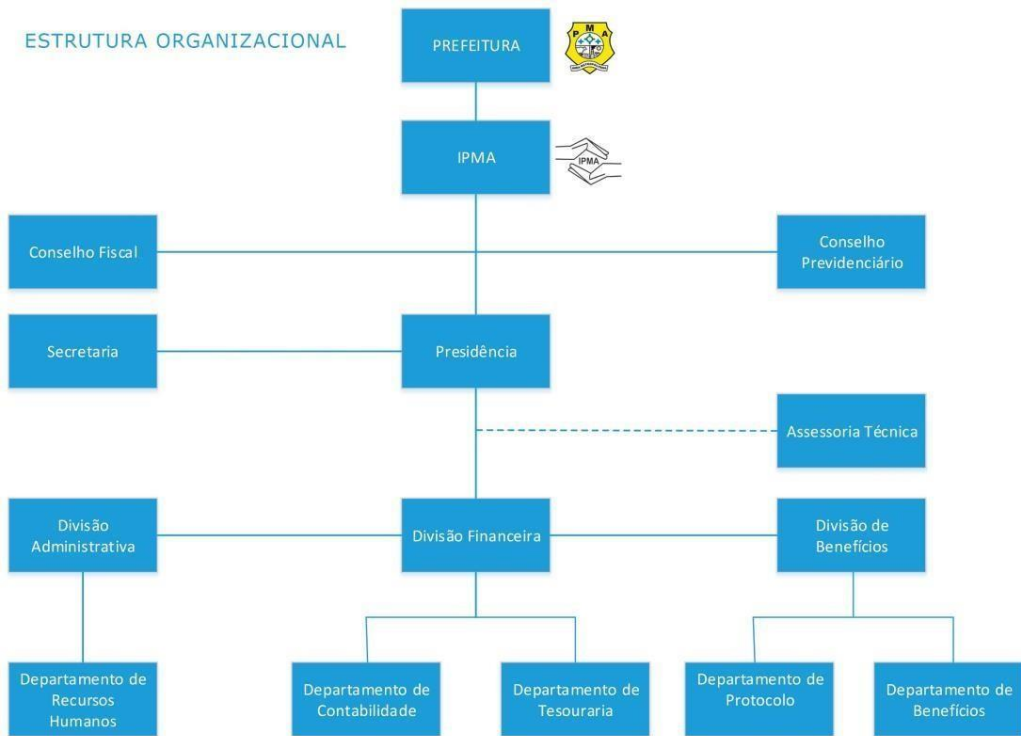 ESTRUTURA ORGANIZACIONAL
PREFEITURA
P M A
IPMA
IPMA
Conselho Fiscal
Conselho
Previdenciário
Secretaria
Presidência
Assessoria Técnica
Divisão
Administrativa
Divisão Financeira
Divisão de
Benefícios
Departamento de
Recursos
Humanos
Departamento de
Contabilidade
Departamento de
Tesouraria
Departamento de
Protocolo
Departamento de
Benefícios